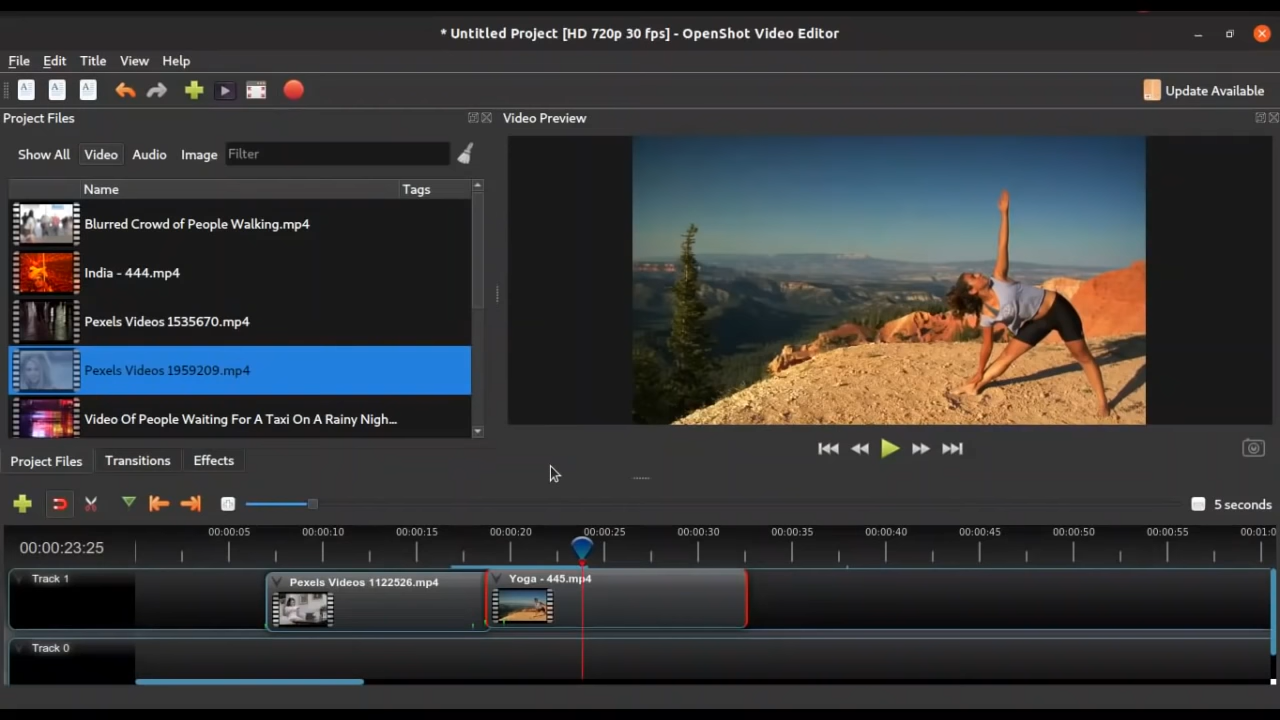 * Untitled Project [HD 720p 30 fps] - OpenShot Video Editor
File Edit Title View Help
Update Available
Project Files
Video Preview
Show All Video Audio Image Filter
Name Tags
Blurred Crowd of People Walking.mp4
India - 444.mp4
Pexels Videos 1535670.mp4
Pexels Videos 1959209.mp4
Video Of People Waiting For A Taxi On A Rainy Nigh...
Project Files Transitions Effects
5 seconds
00:00:05 00:00:10 00:00:15 00:00:20 00:00:25 00:00:30 00:00:35 00:00:40 00:00:45 00:00:50 00:00:55 00:01:0
00:00:23:25
Track 1
Pexels Videos 1122526.mp4
Yoga - 445.mp4
Track 0